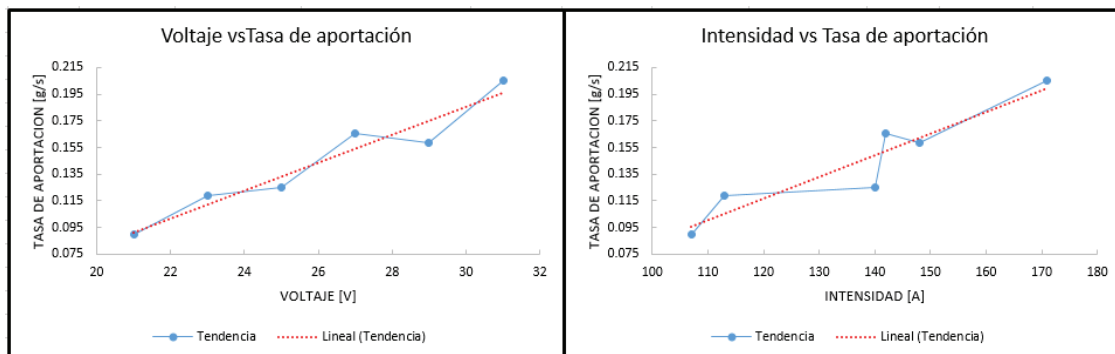 Voltaje vsTasa de aportación
TASA DE APORTACION [g/s]
0.215
0.195
0.175
0.155
0.135
0.115
0.095
0.075
20 22 24 26 28 30 32
VOLTAJE [V]
Tendencia Lineal (Tendencia)
Intensidad vs Tasa de aportación
TASA DE APORTACION [g/s]
0.215
0.195
0.175
0.155
0.135
0.115
0.095
0.075
100 110 120 130 140 150 160 170 180
INTENSIDAD [A]
Tendencia Lineal (Tendencia)